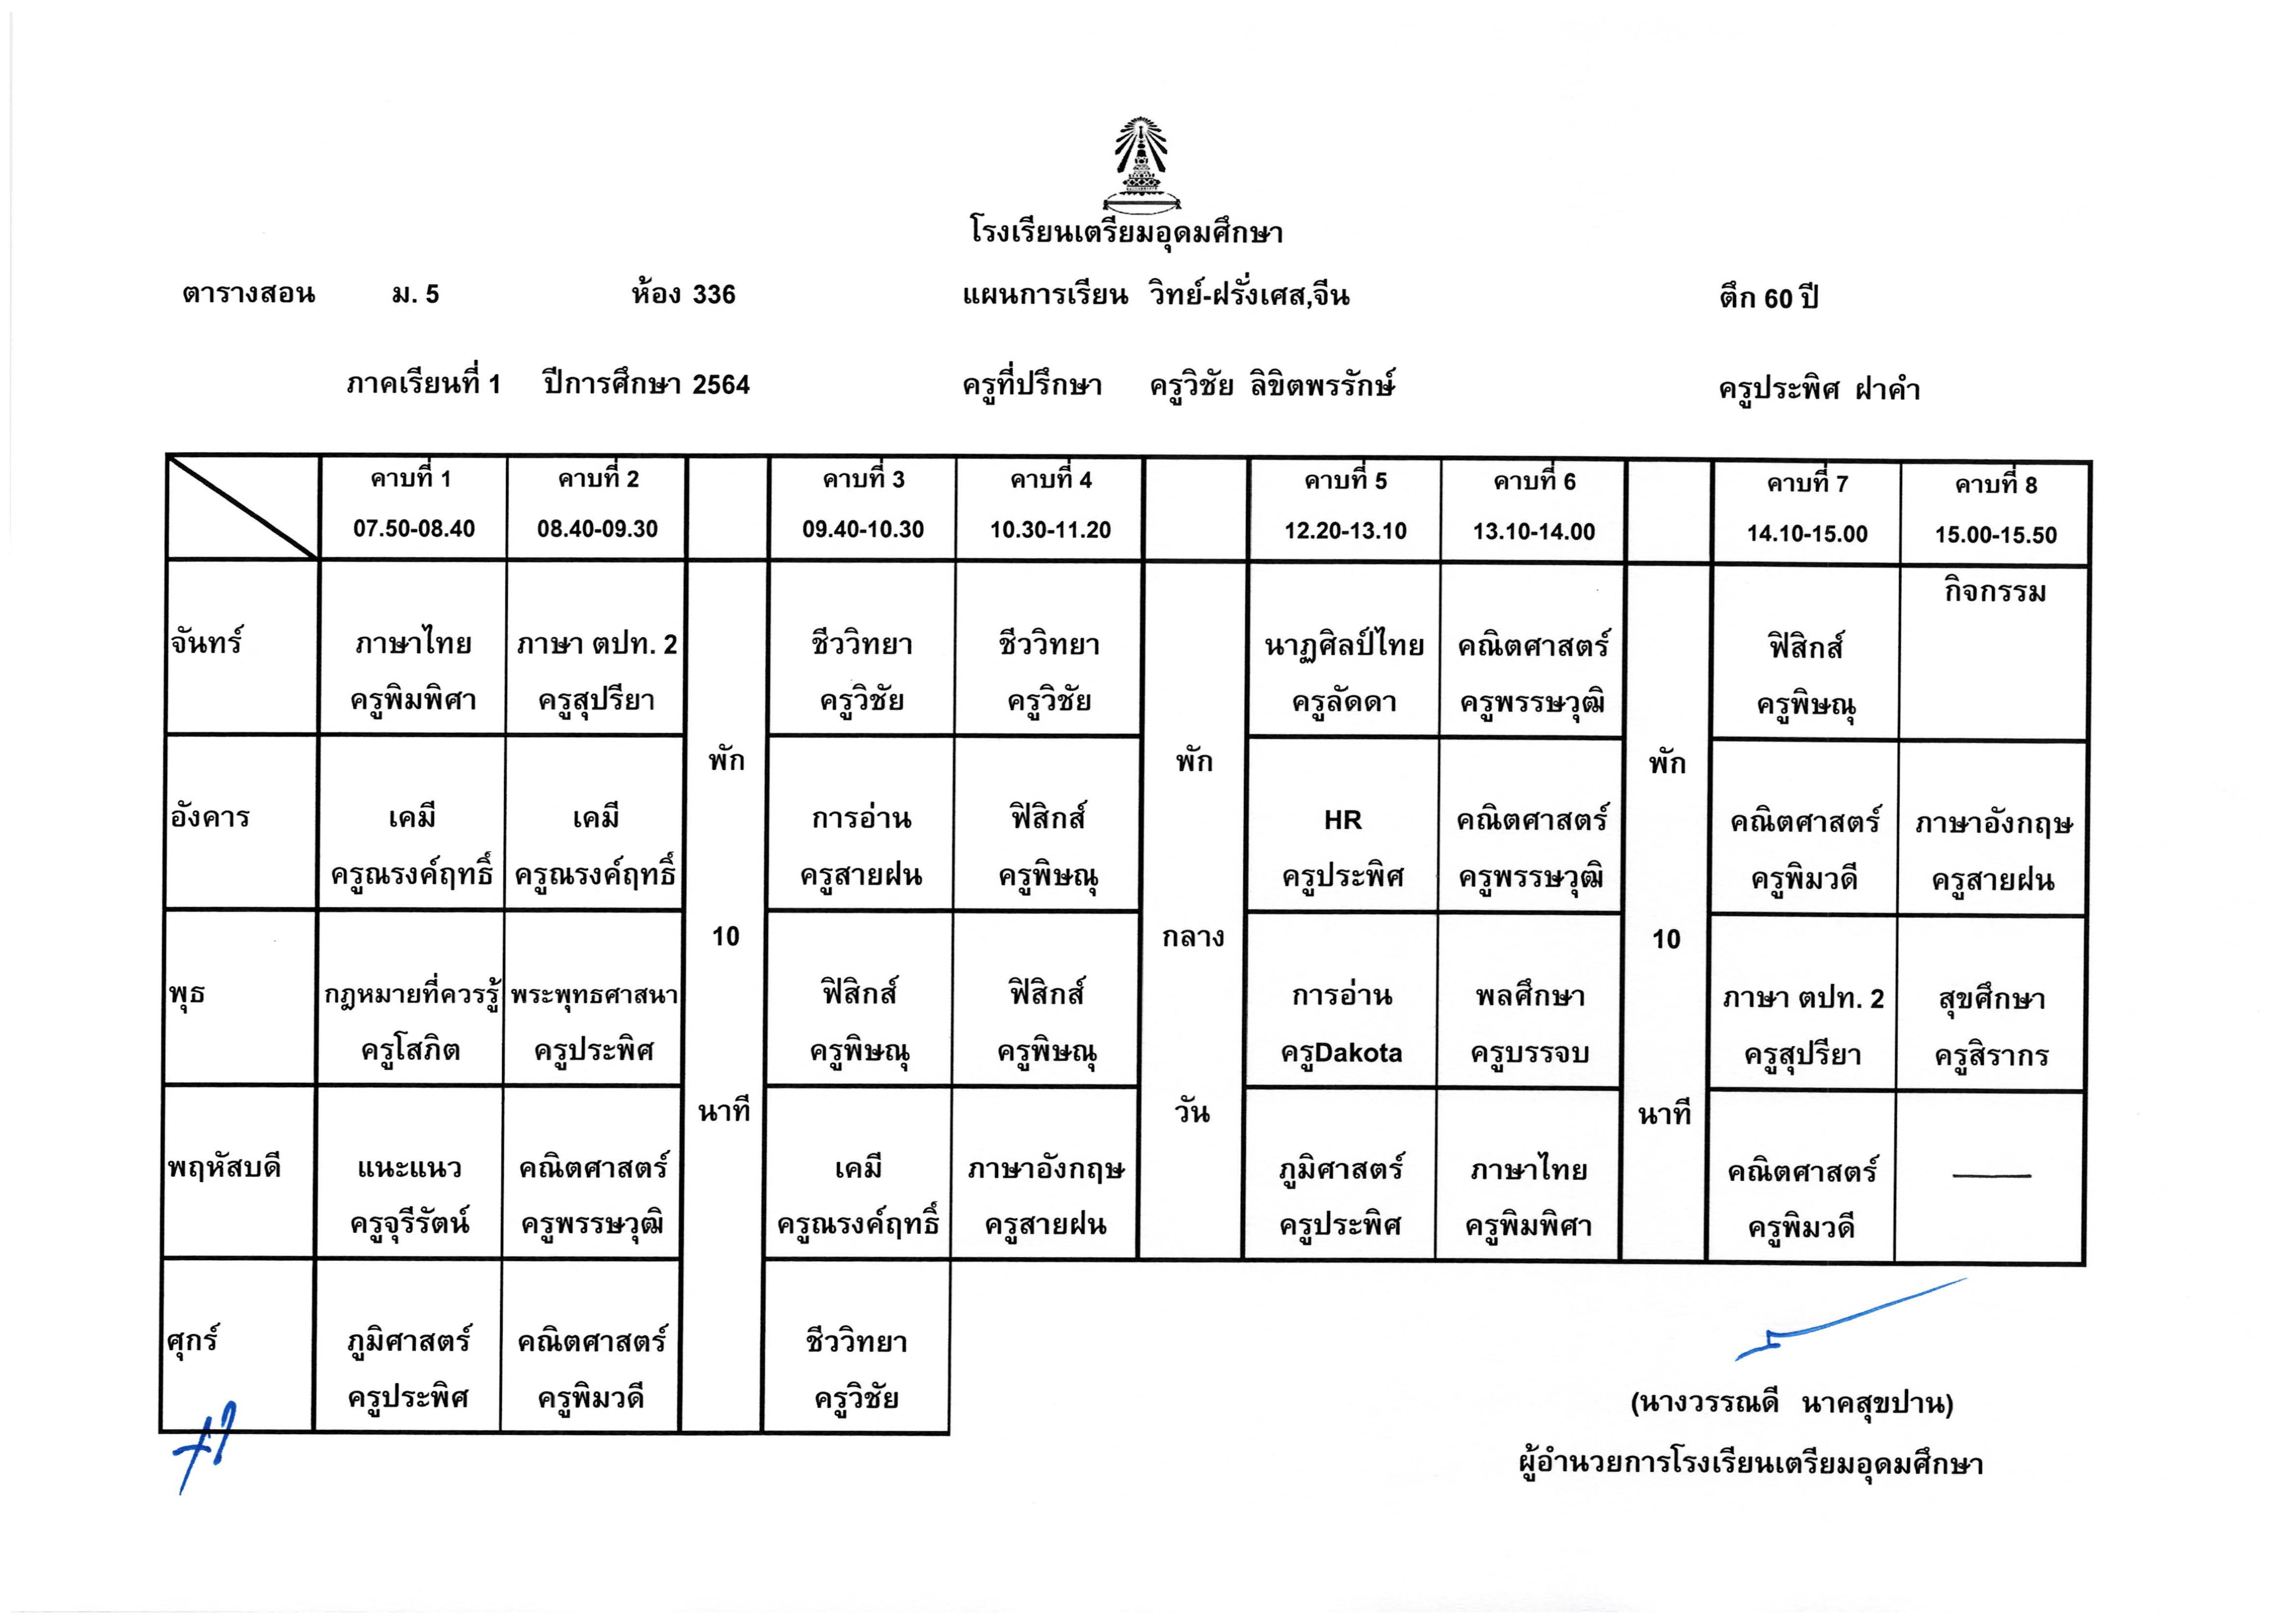 โรงเรียนเตรียมอุดมศึกษา
ตารางสอน ม. 5 ห้อง 336 แผนการเรียน วิทย์-ฝรั่งเศส,จีน ตึก 60 ปี
ภาคเรียนที่ 1 ปีการศึกษา 2564 ครูที่ปรึกษา ครูวิชัย ลิขิตพรรักษ์ ครูประพิศ ฝาคำ
คาบที่ 1 คาบที่ 2 คาบที่ 3 คาบที่ 4 คาบที่ 5 คาบที่ 6 คาบที่ 7 คาบที่ 8
07.50-08.40 08.40-09.30 09.40-10.30 10.30-11.20 12.20-13.10 13.10-14.00 14.10-15.00 15.00-15.50
กิจกรรม
จันทร์ ภาษาไทย ภาษา ตปท. 2 ชีววิทยา ชีววิทยา นาฏศิลป์ไทย คณิตศาสตร์ ฟิสิกส์
ครูพิมพิศา ครูสุปรียา ครูวิชัย ครูวิชัย ครูลัดดา ครูพรรษวุฒิ ครูพิษณุ
พัก พัก พัก
อังคาร เคมี เคมี การอ่าน ฟิสิกส์ HR คณิตศาสตร์ คณิตศาสตร์ ภาษาอังกฤษ
ครูณรงค์ฤทธิ์ ครูณรงค์ฤทธิ์ ครูสายฝน ครูพิษณุ ครูประพิศ ครูพรรษวุฒิ ครูพิมวดี ครูสายฝน
10 กลาง 10
พุธ กฎหมายที่ควรรู้ พระพุทธศาสนา ฟิสิกส์ ฟิสิกส์ การอ่าน พลศึกษา ภาษา ตปท. 2 สุขศึกษา
ครูโสภิต ครูประพิศ ครูพิษณุ ครูพิษณุ ครูDakota ครูบรรจบ ครูสุปรียา ครูสิรากร
นาที วัน นาที
พฤหัสบดี แนะแนว คณิตศาสตร์ เคมี ภาษาอังกฤษ ภูมิศาสตร์ ภาษาไทย คณิตศาสตร์
ครูจุรีรัตน์ ครูพรรษวุฒิ ครูณรงค์ฤทธิ์ ครูสายฝน ครูประพิศ ครูพิมพิศา ครูพิมวดี
ศุกร์ ภูมิศาสตร์ คณิตศาสตร์ ชีววิทยา
ครูประพิศ ครูพิมวดี ครูวิชัย
(นางวรรณดี นาคสุขปาน)
ผู้อำนวยการโรงเรียนเตรียมอุดมศึกษา